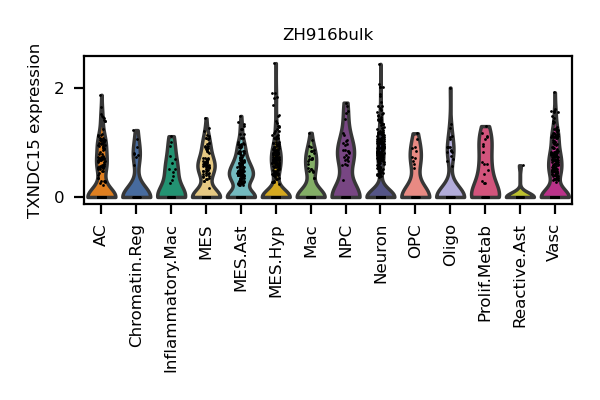 ZH916bulk
TXNDC15 expression
2
0
AC
Chromatin.Reg
Inflammatory.Mac
MES
MES.Ast
MES.Hyp
Mac
NPC
Neuron
OPC
Oligo
Prolif.Metab
Reactive.Ast
Vasc